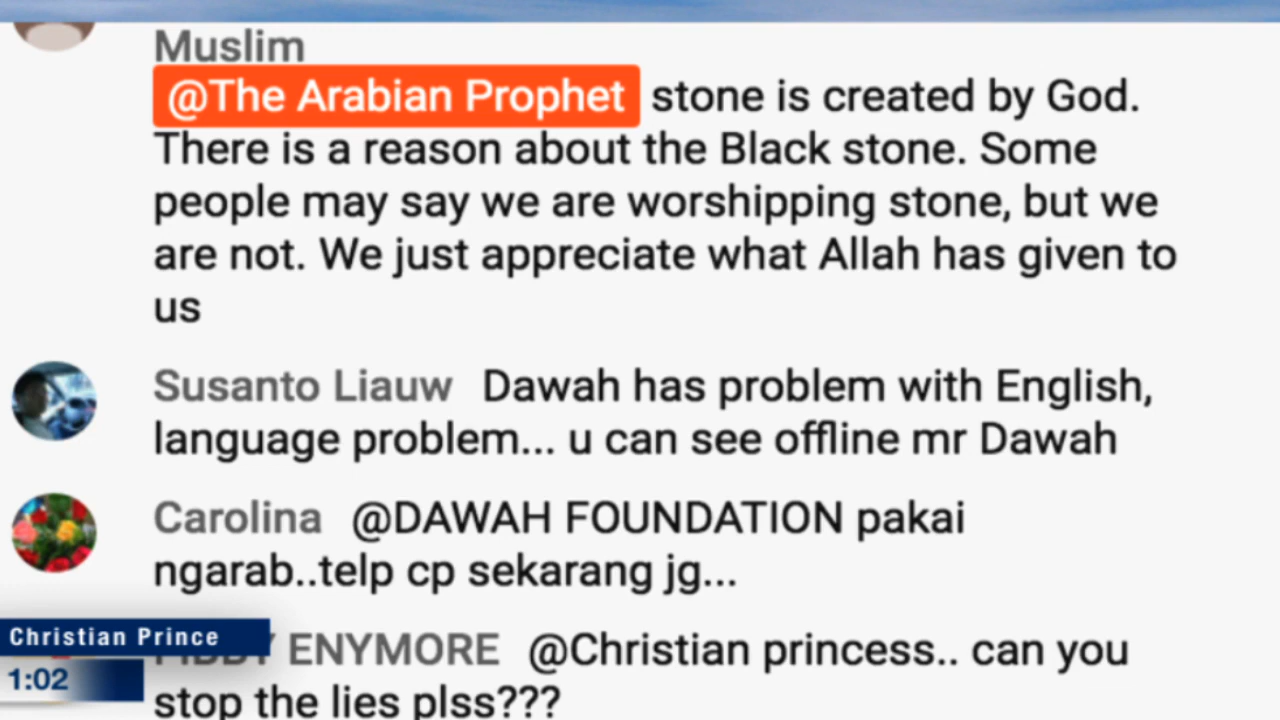 Muslim
@The Arabian Prophet stone is created by God.
There is a reason about the Black stone. Some
people may say we are worshipping stone, but we
are not. We just appreciate what Allah has given to
us
Susanto Liauw Dawah has problem with English,
language problem... u can see offline mr Dawah
Carolina @DAWAH FOUNDATION pakai
ngarab..telp cp sekarang jg...
Christian Prince
ENYMORE @Christian princess.. can you
1:02
stop the lies plss???